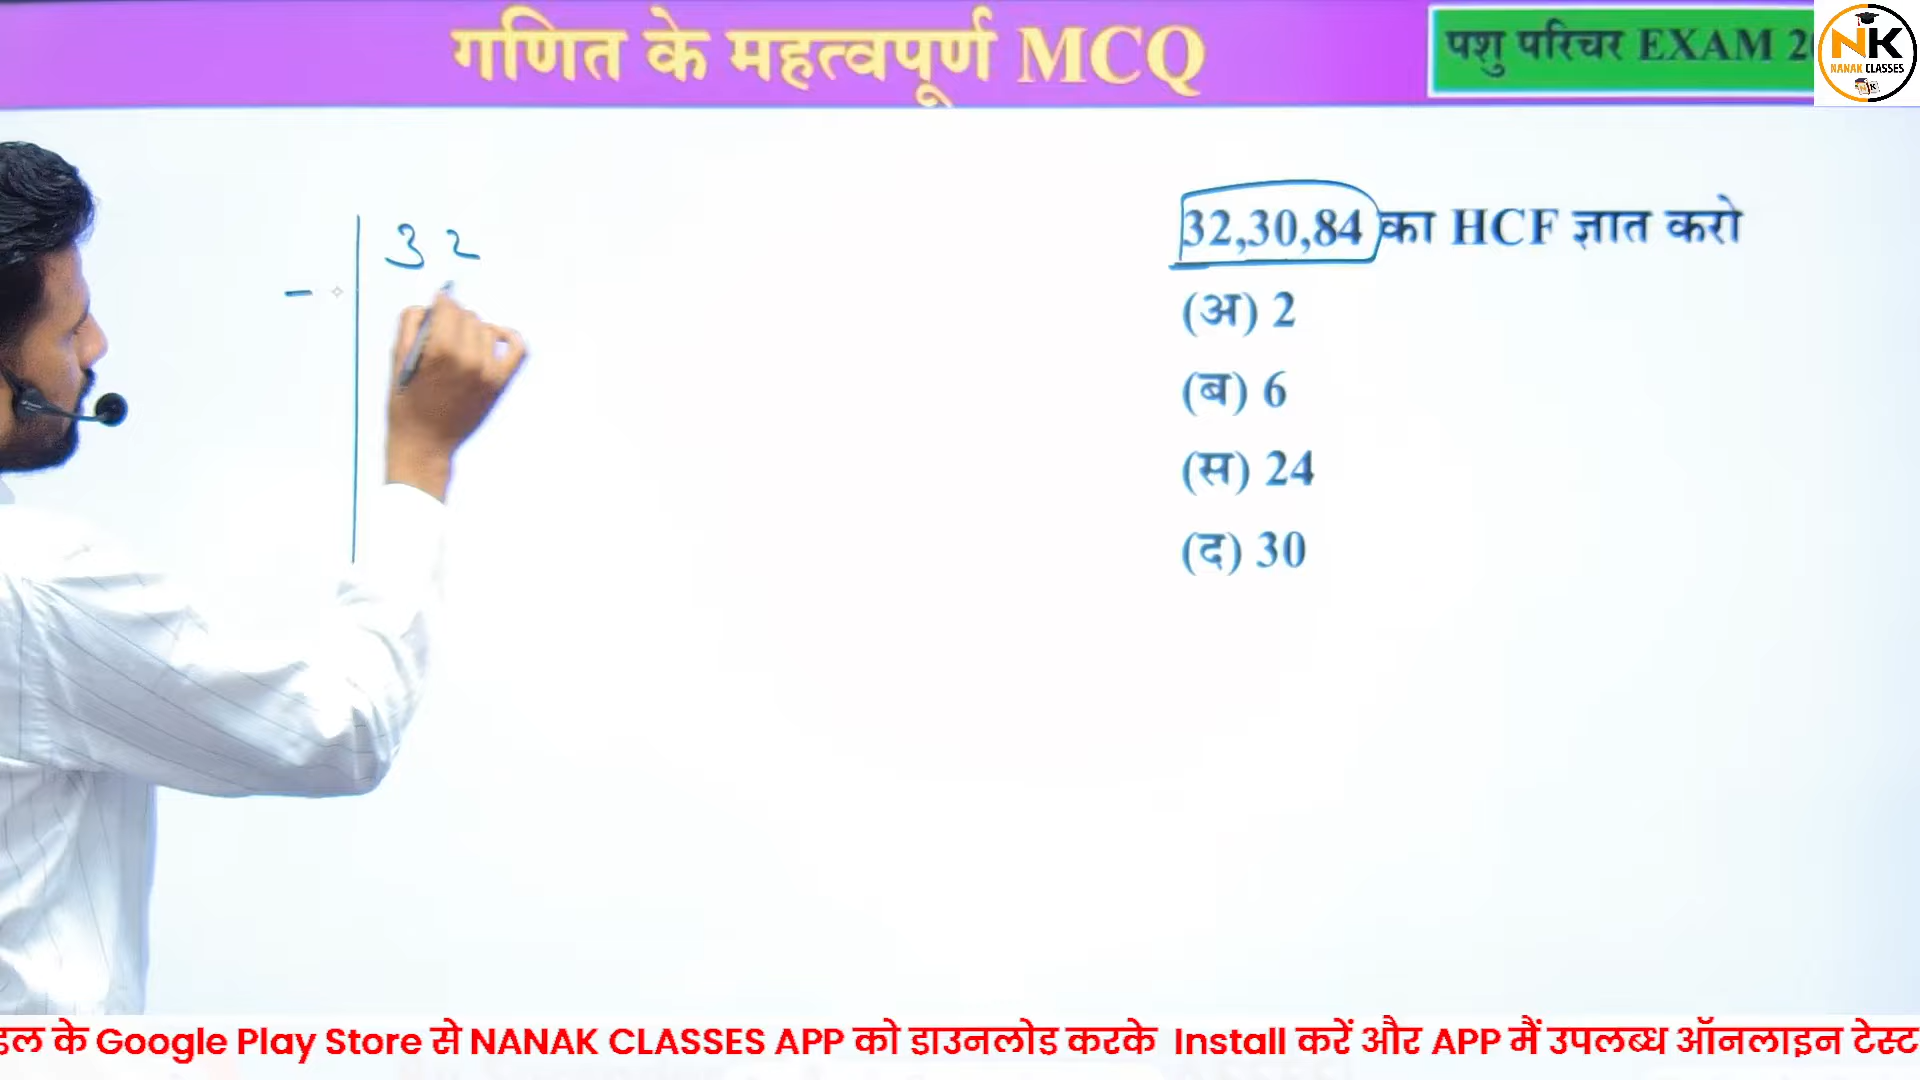 गणित के महत्वपूर्ण MCQ
पशु परिचर EXAM 2
NK
NANAK CLASSES
32
32,30,84 का HCF ज्ञात करो
(अ) 2
(ब) 6
(स) 24
(द) 30
के Google Play Store से NANAK CLASSES APP को डाउनलोड करके Install करें और APP मैं उपलब्ध ऑनलाइन टेस्ट